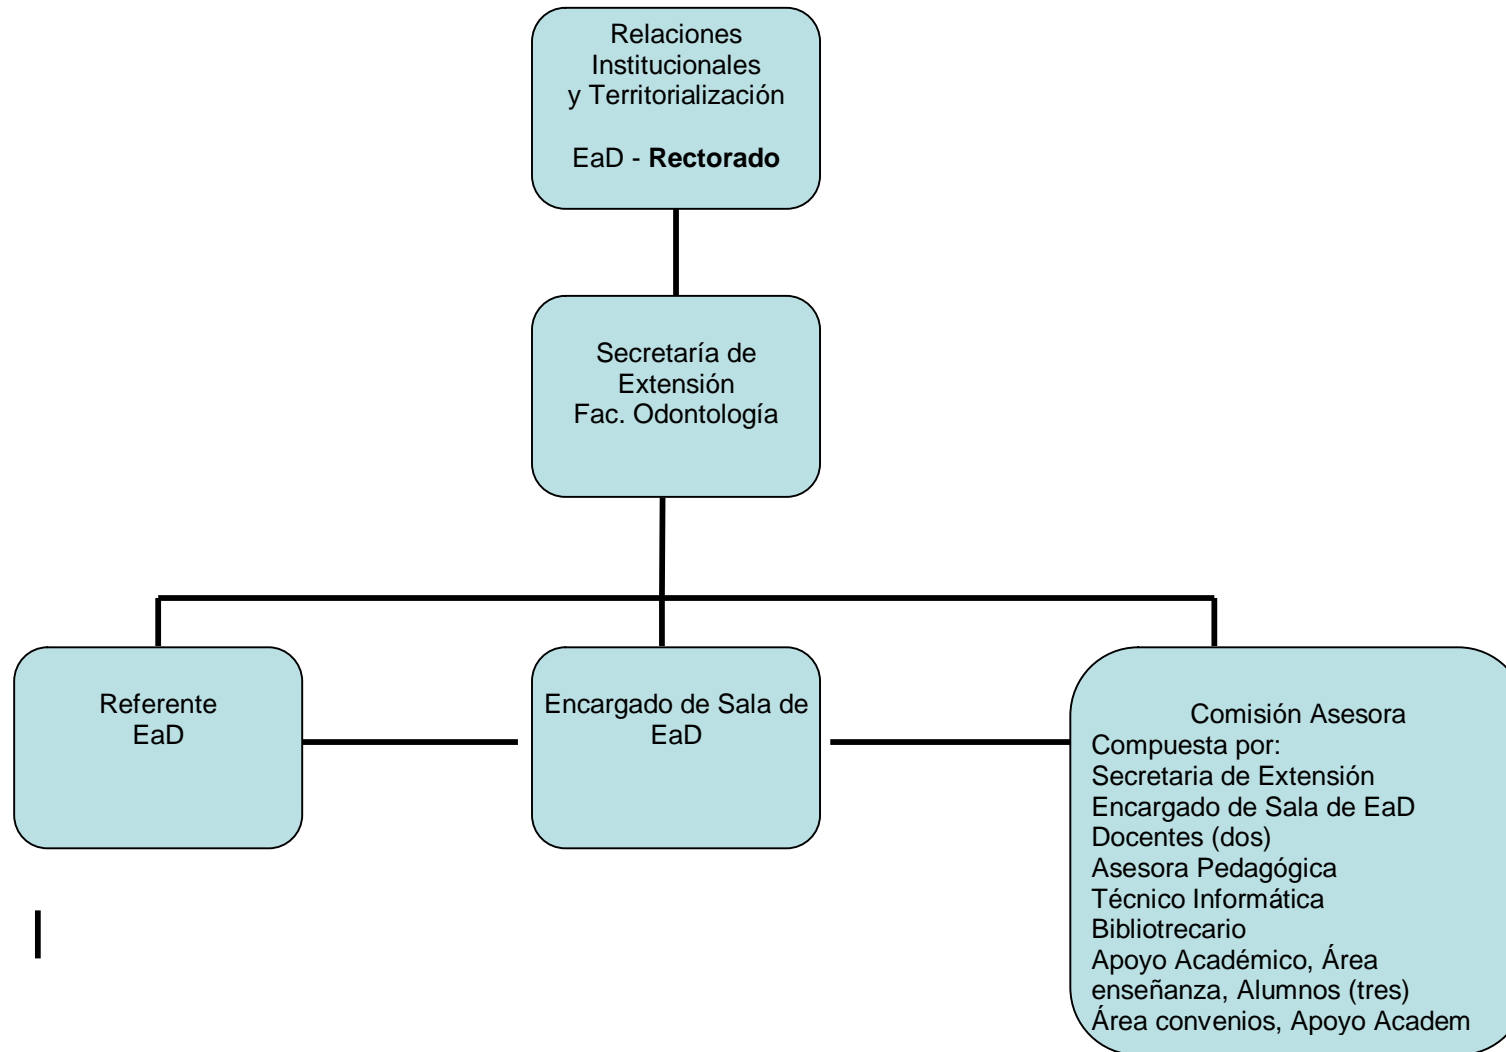 Relaciones
Institucionales
y Territorialización
EaD - Rectorado
Secretaría de
Extensión
Fac. Odontología
Referente
EaD
Encargado de Sala de
EaD
Comisión Asesora
Compuesta por:
Secretaria de Extensión
Encargado de Sala de EaD
Docentes (dos)
Asesora Pedagógica
Técnico Informática
Bibliotrecario
Apoyo Académico, Área
enseñanza, Alumnos (tres)
Área convenios, Apoyo Academ